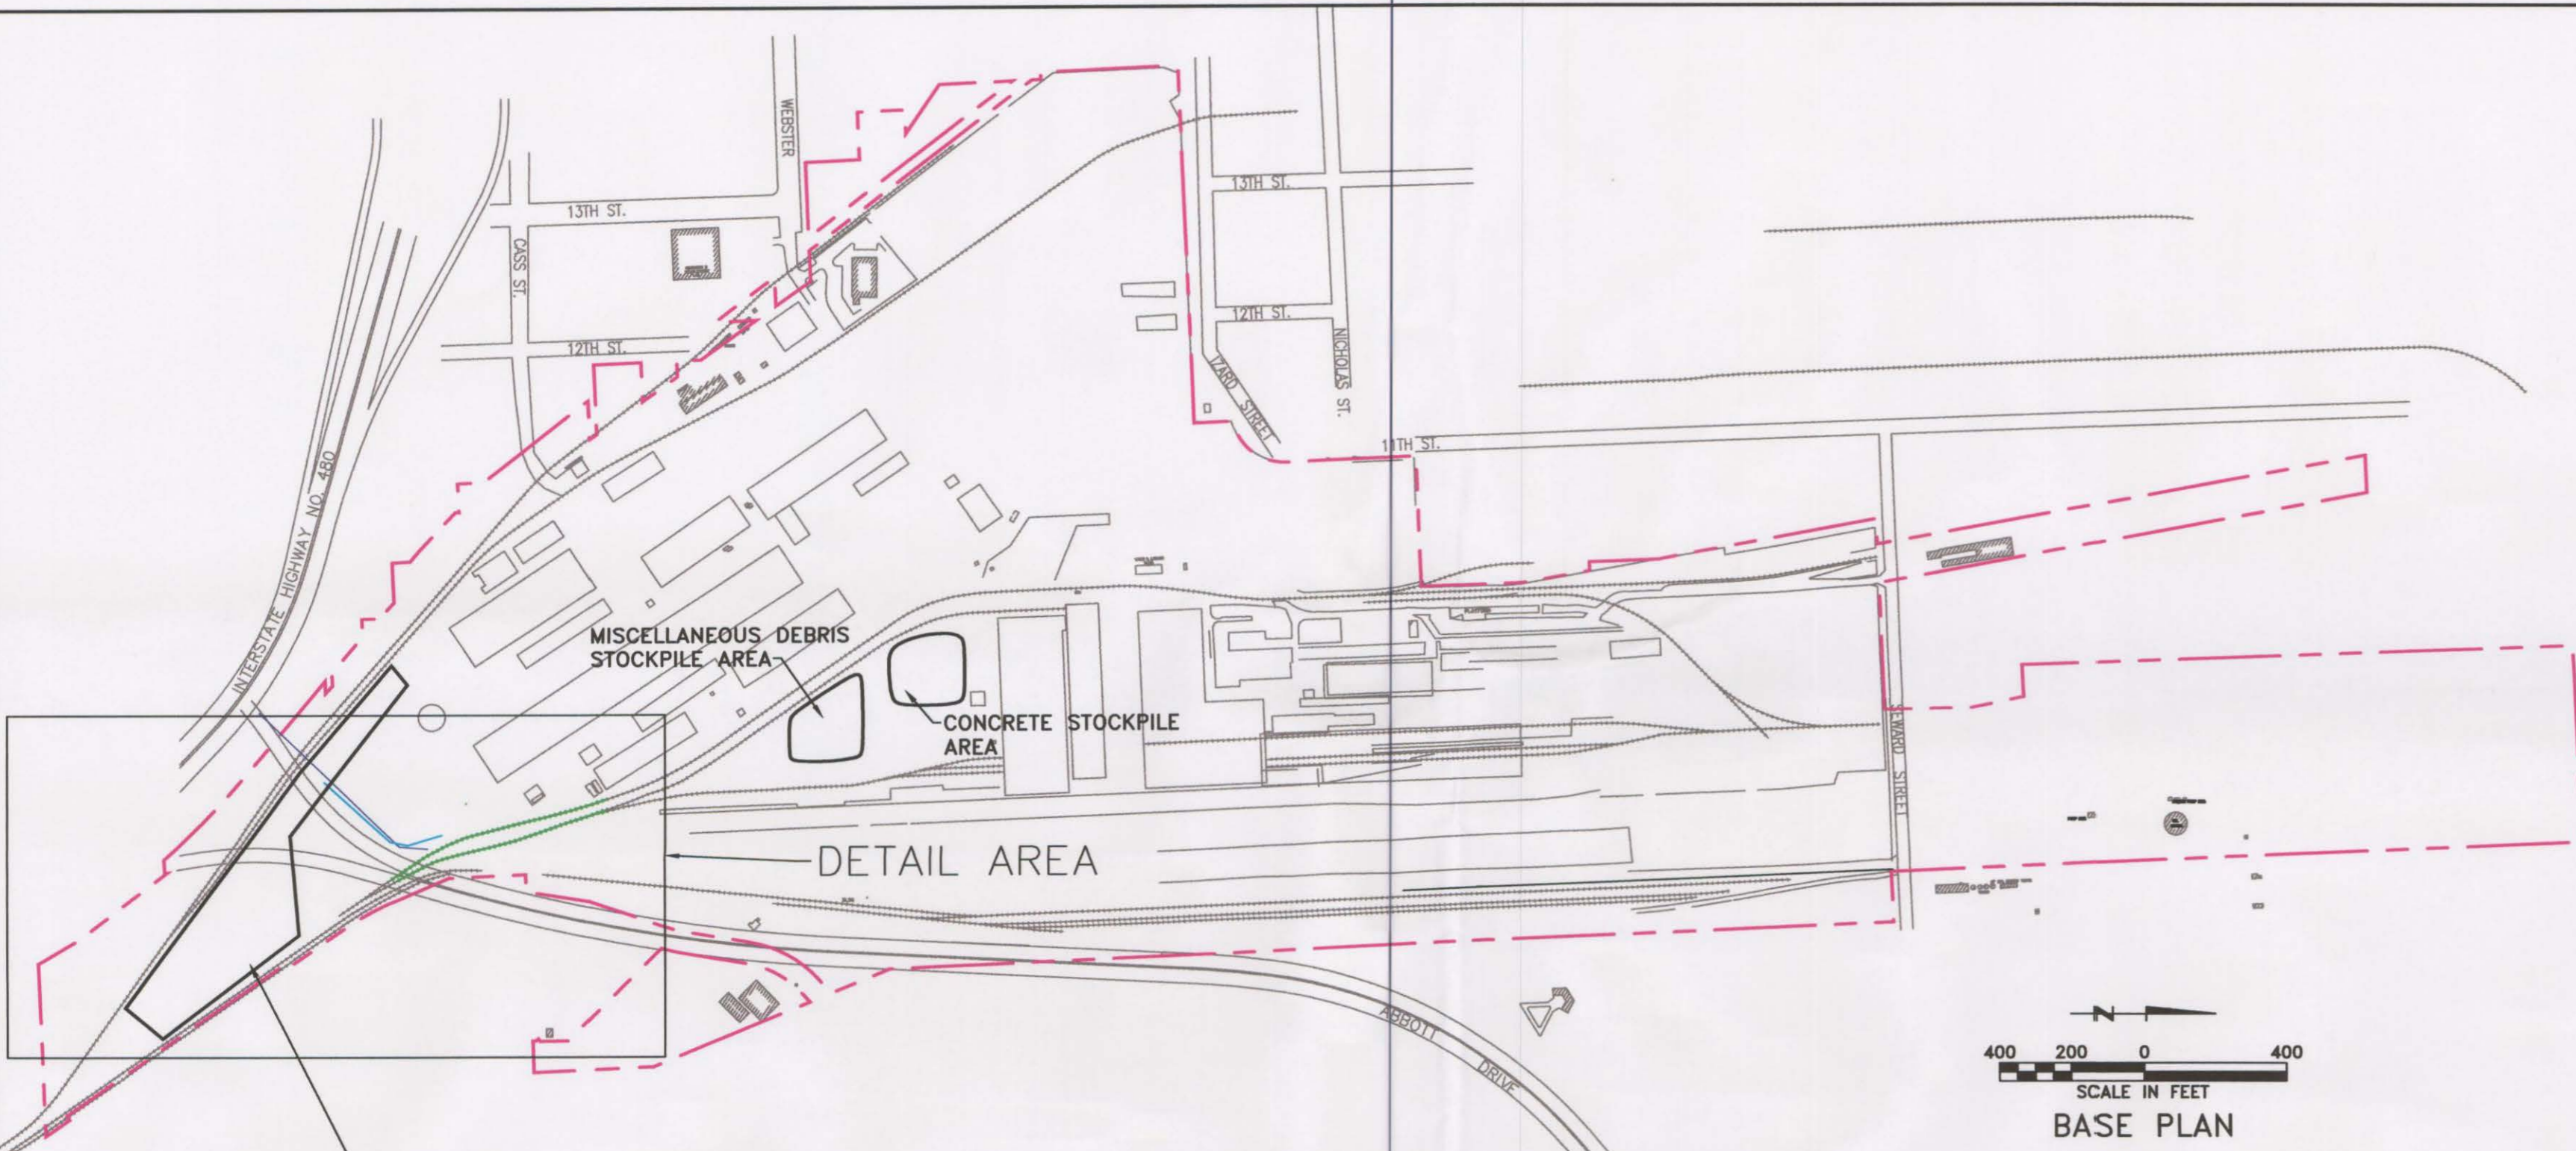 WEBSTER
13TH ST.
13TH ST.
CASS ST.
12TH ST.
12TH ST.
IZARD STREET
NICHOLAS ST.
11TH ST.
INTERSTATE HIGHWAY NO. 480
MISCELLANEOUS DEBRIS
STOCKPILE AREA
CONCRETE STOCKPILE
AREA
SEWARD STREET
DETAIL AREA
ABBOTT DRIVE
N
400 200 0 400
SCALE IN FEET
BASE PLAN